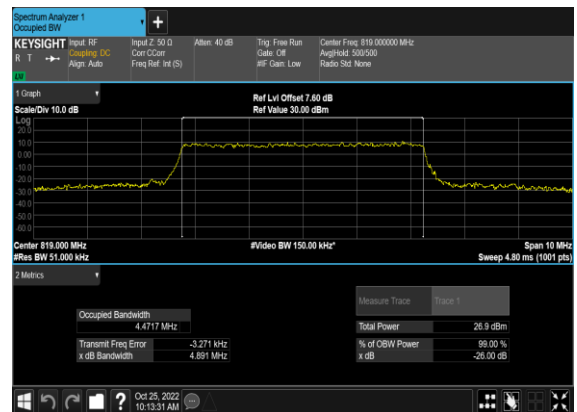 Spectrum Analyzer 1
Occupied BW
KEYSIGHT
R T
LV
Input: RF
Coupling: DC
Align: Auto
Input Z: 50 Ω
Corr CCorr
Freq Ref: Int (S)
Atten: 40 dB
Trig: Free Run
Gate: Off
#IF Gain: Low
Center Freq: 819.000000 MHz
Avg|Hold: 500/500
Radio Std: None
1 Graph
Scale/Div 10.0 dB
Ref Lvl Offset 7.60 dB
Ref Value 30.00 dBm
Log
20.0
10.0
0.00
-10.0
-20.0
-30.0
-40.0
-50.0
-60.0
Center 819.000 MHz
#Res BW 51.000 kHz
#Video BW 150.00 kHz*
Span 10 MHz
Sweep 4.80 ms (1001 pts)
2 Metrics
Measure Trace Trace 1
Occupied Bandwidth
4.4717 MHz
Total Power 26.9 dBm
Transmit Freq Error -3.271 kHz
% of OBW Power 99.00 %
x dB Bandwidth 4.891 MHz
x dB -26.00 dB
?
Oct 25, 2022
10:13:31 AM